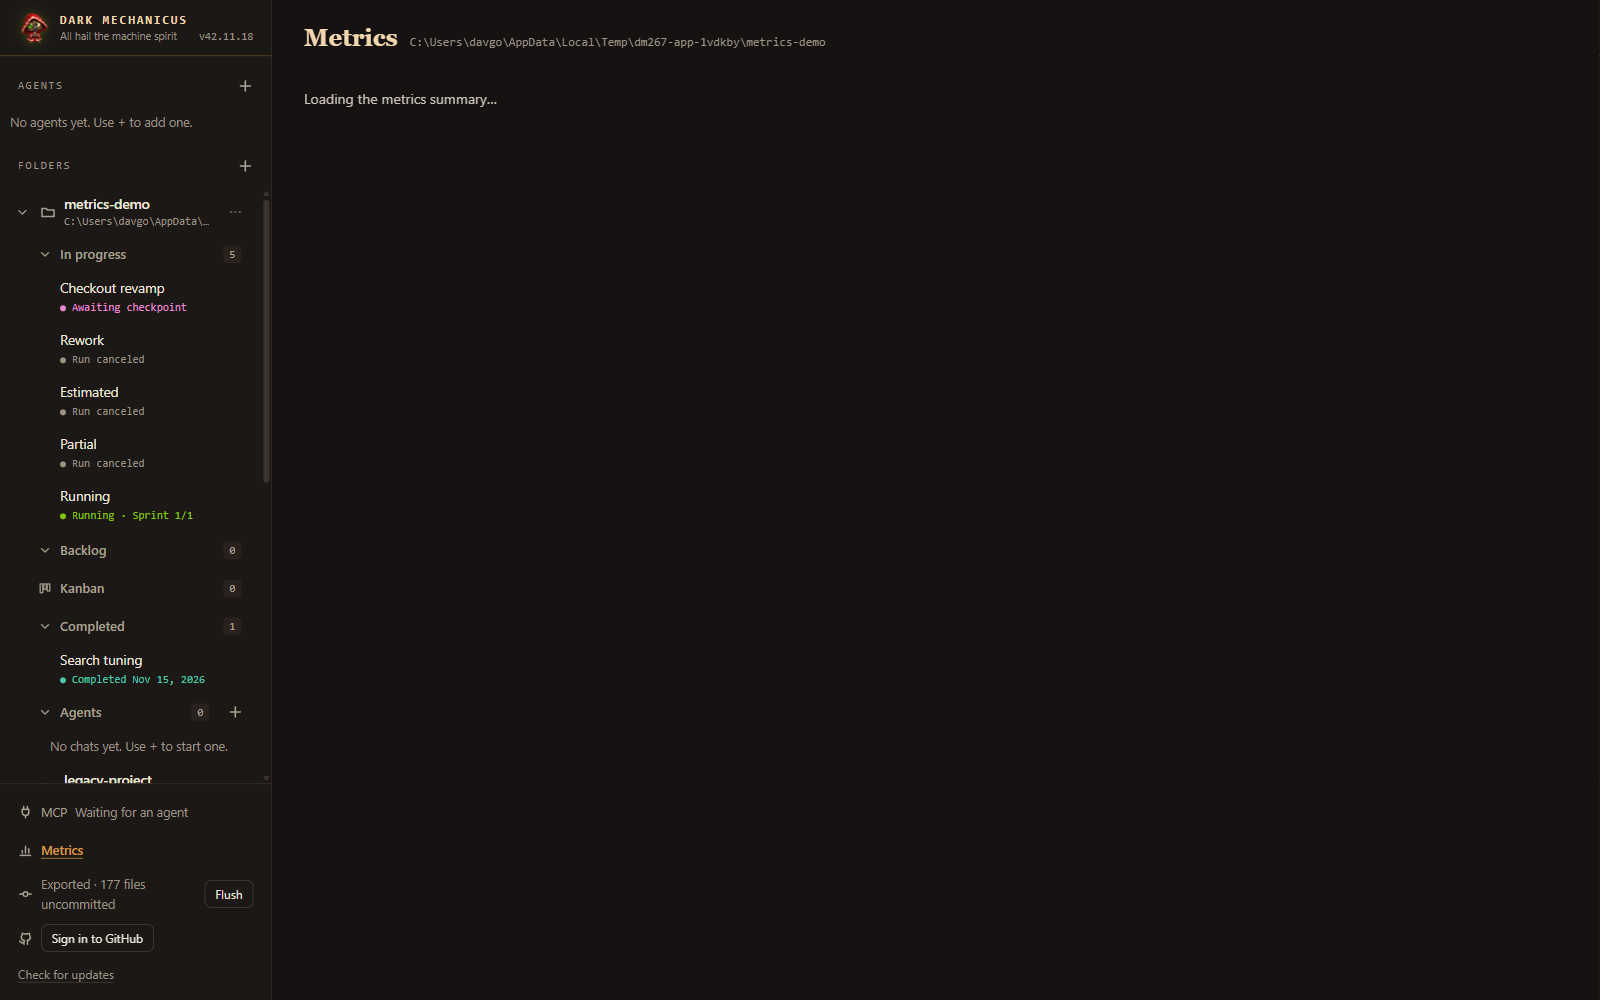 DARK MECHANICUS
All hail the machine spirit v42.11.18
AGENTS
No agents yet. Use + to add one.
FOLDERS
metrics-demo
C:\Users\davgo\AppData\…
In progress 5
Checkout revamp
Awaiting checkpoint
Rework
Run canceled
Estimated
Run canceled
Partial
Run canceled
Running
Running · Sprint 1/1
Backlog 0
Kanban 0
Completed 1
Search tuning
Completed Nov 15, 2026
Agents 0
No chats yet. Use + to start one.
legacy-project
MCP Waiting for an agent
Metrics
Exported · 177 files
uncommitted
Flush
Sign in to GitHub
Check for updates
Metrics C:\Users\davgo\AppData\Local\Temp\dm267-app-1vdkby\metrics-demo
Loading the metrics summary…